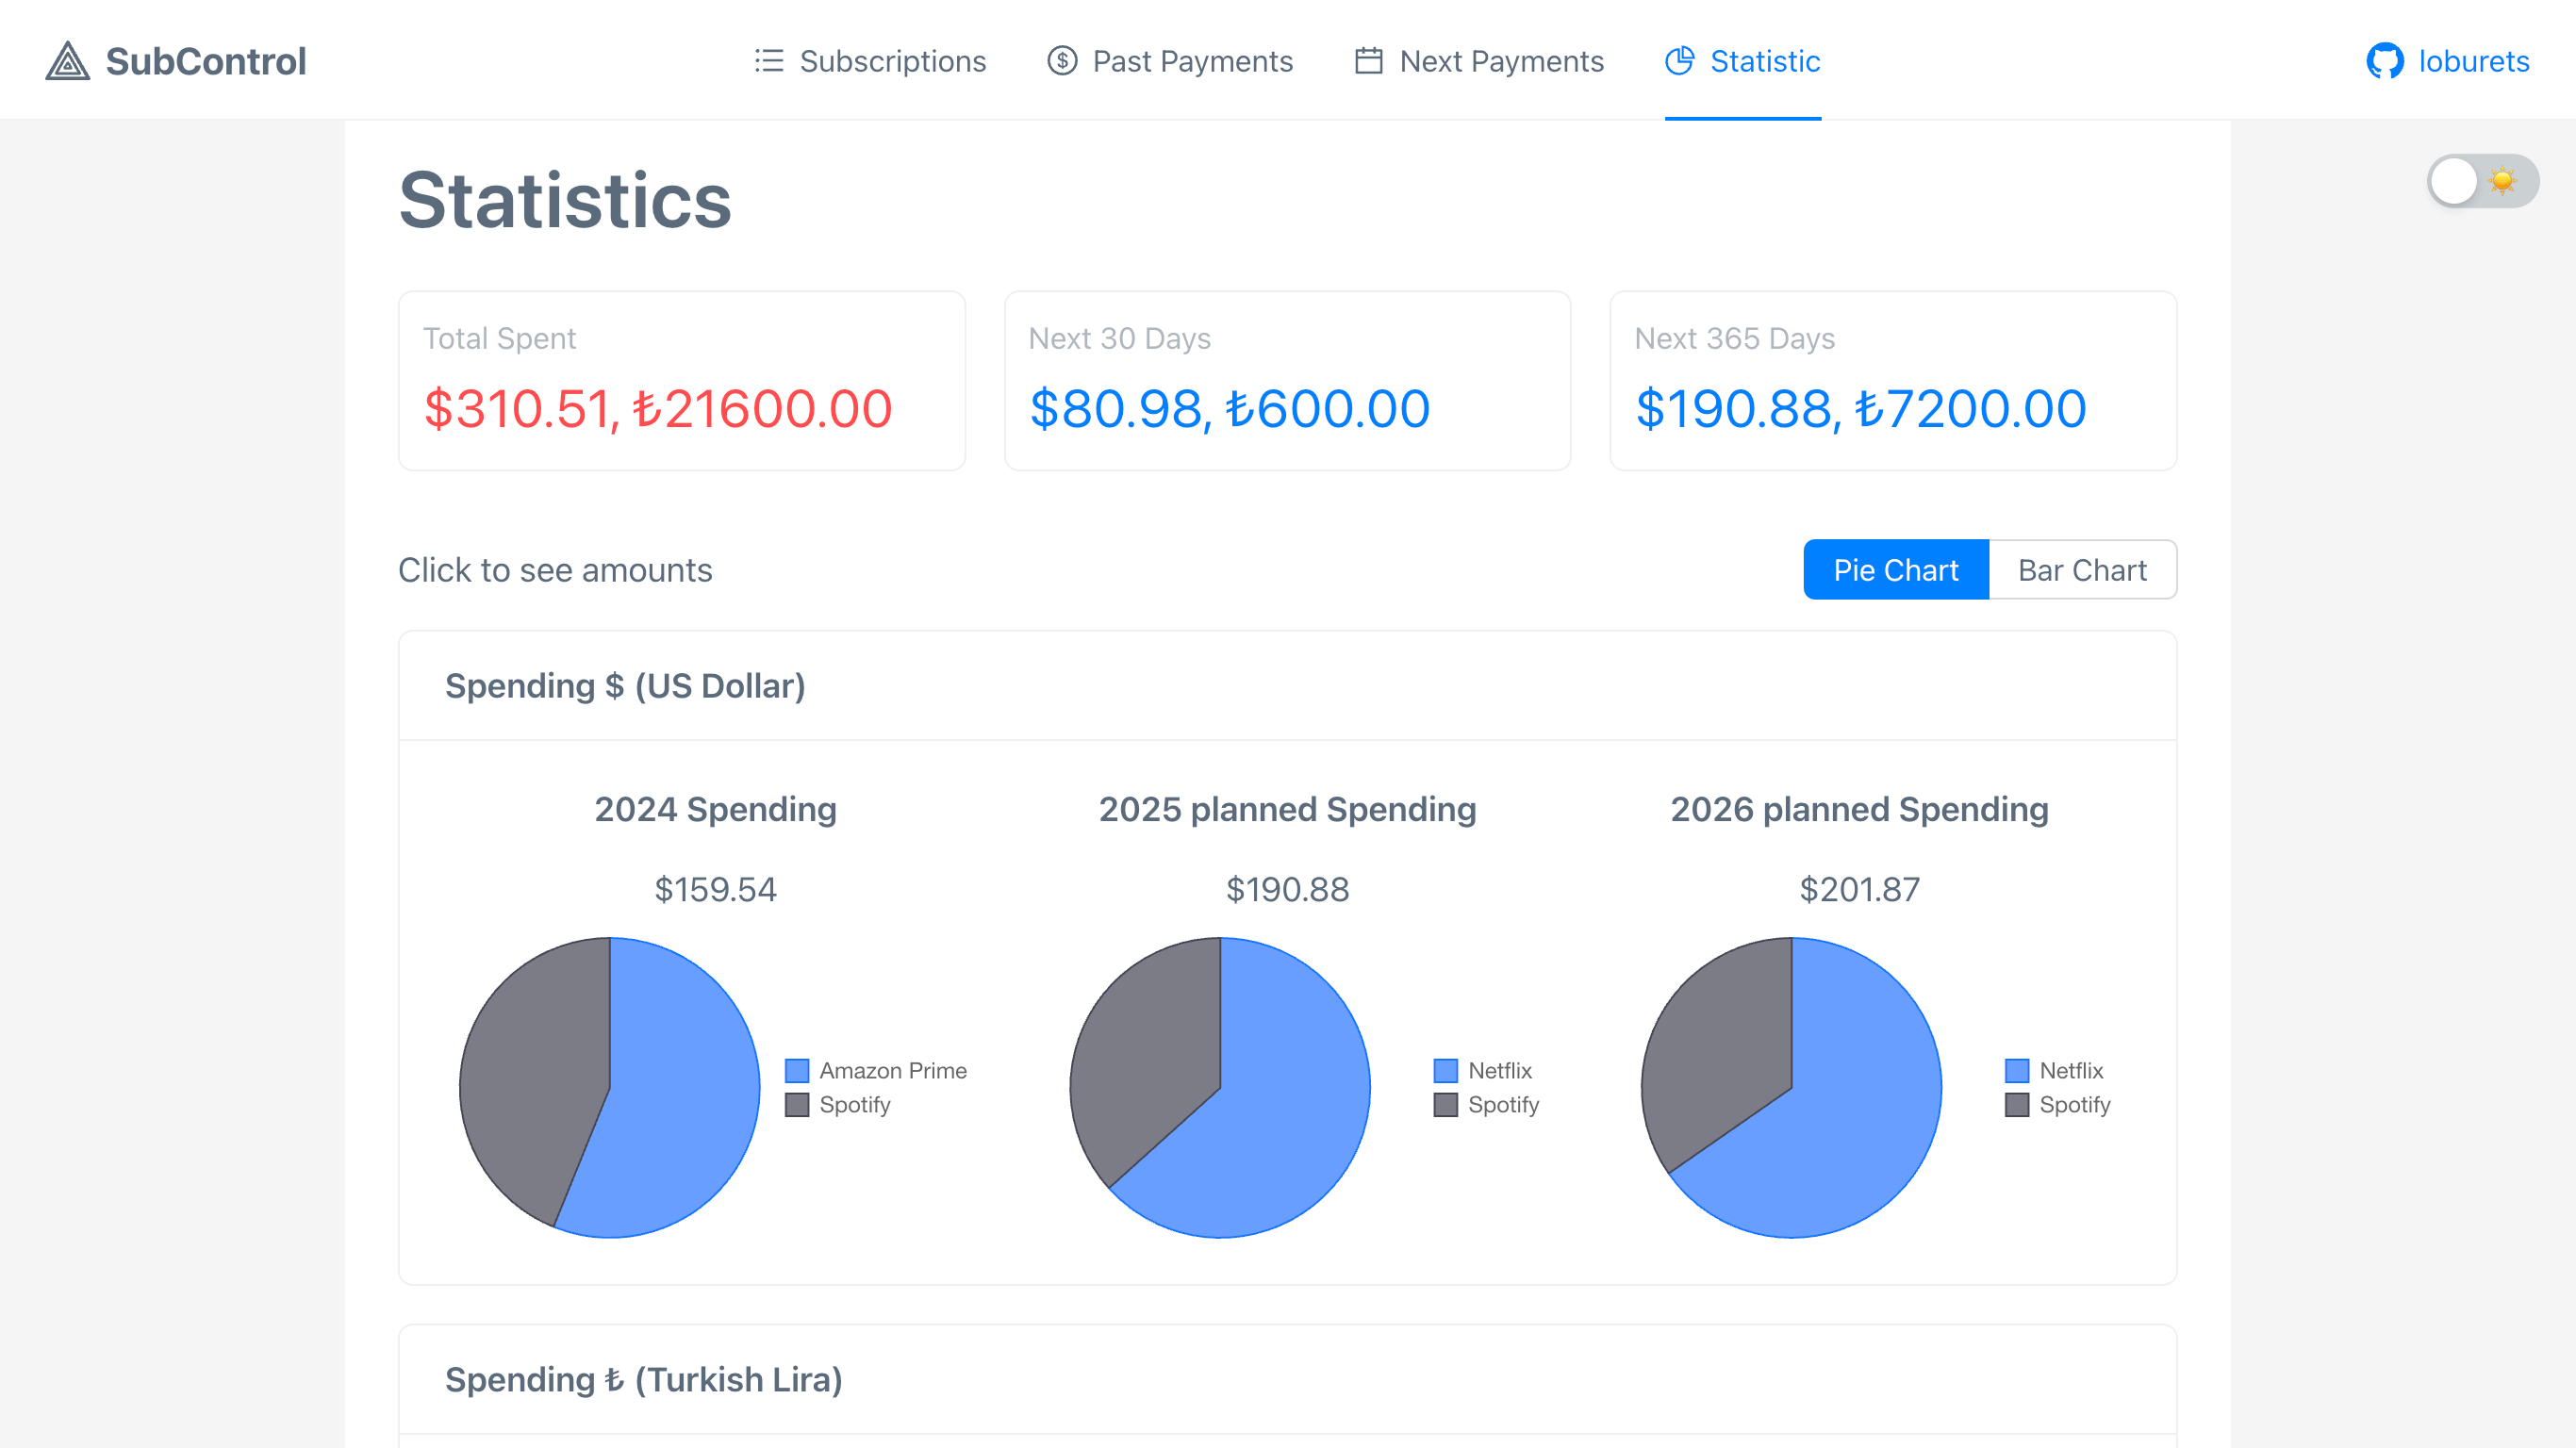 SubControl
Subscriptions
Past Payments
Next Payments
Statistic
loburets
Statistics
Total Spent
$310.51, ₺21600.00
Next 30 Days
$80.98, ₺600.00
Next 365 Days
$190.88, ₺7200.00
Click to see amounts
Pie Chart
Bar Chart
Spending $ (US Dollar)
2024 Spending
$159.54
Amazon Prime
Spotify
2025 planned Spending
$190.88
Netflix
Spotify
2026 planned Spending
$201.87
Netflix
Spotify
Spending ₺ (Turkish Lira)